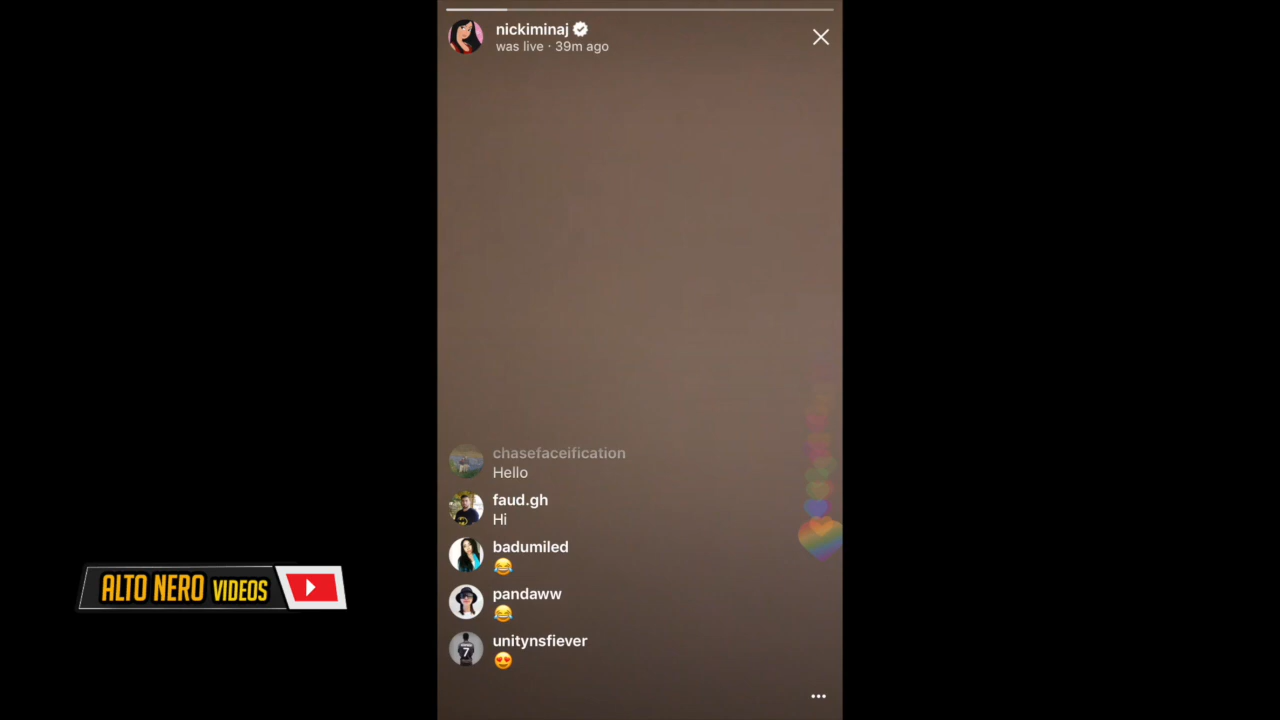 nickiminaj
was live · 39m ago
chasefaceification
Hello
faud.gh
Hi
badumiled
😂
pandaww
😂
unitynsfiever
😍
7
ALTO NERO VIDEOS